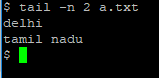 $ tail -n 2 a.txt
delhi
tamil nadu
$